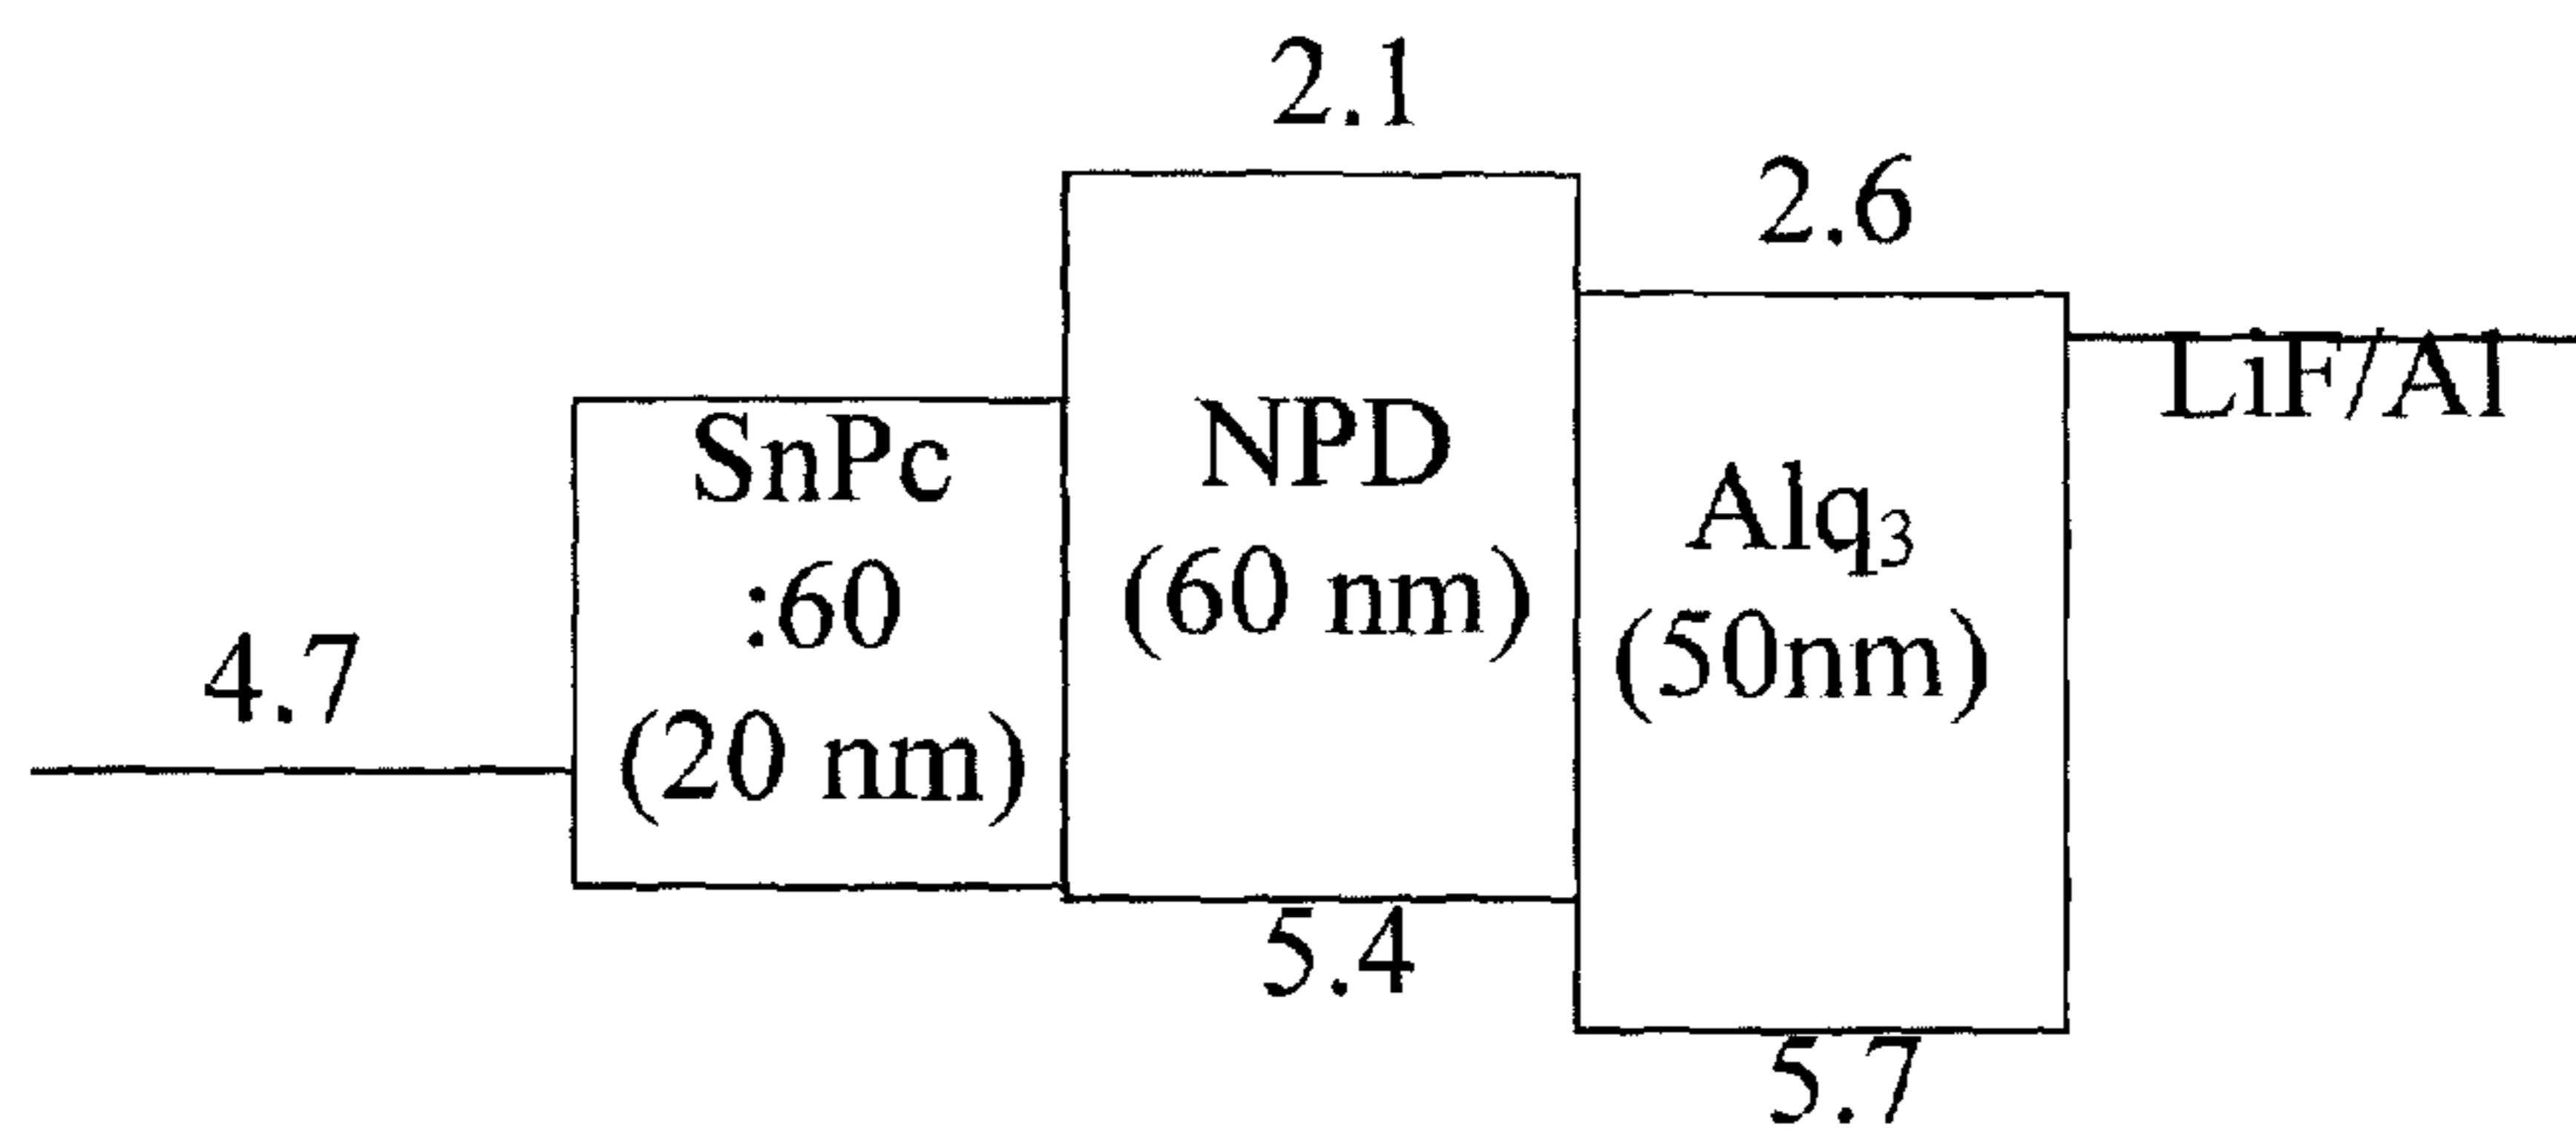 2.1
2.6
LiF/Al
SnPc
:60
(20 nm)
NPD
(60 nm)
Alq₃
(50nm)
4.7
5.4
5.7